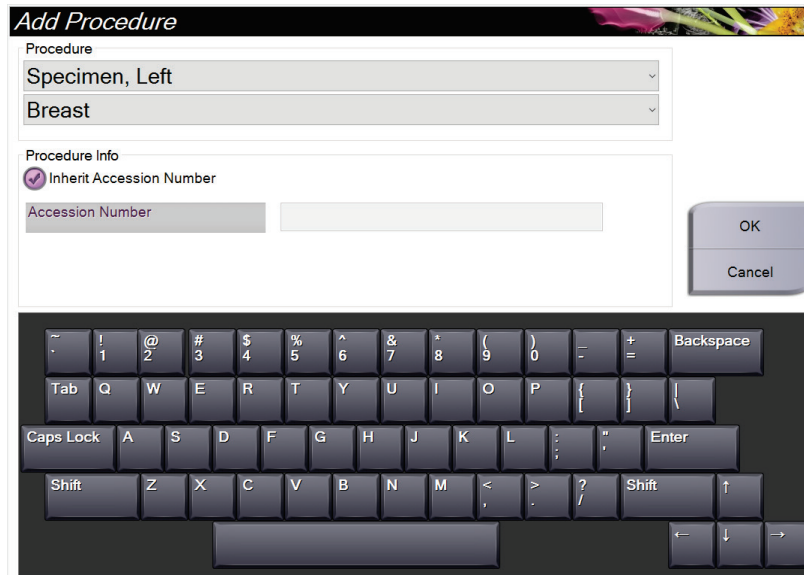 Add Procedure
Procedure
Specimen, Left
Breast
Procedure Info
Inherit Accession Number
Accession Number
OK
Cancel
~ ` ! 1 @ 2 # 3 $ 4 % 5 ^ 6 & 7 * 8 ( 9 ) 0 _ - + = Backspace
Tab Q W E R T Y U I O P { [ } ] | \
Caps Lock A S D F G H J K L : ; " ' Enter
Shift Z X C V B N M < , > . ? / Shift ↑
← ↓ →